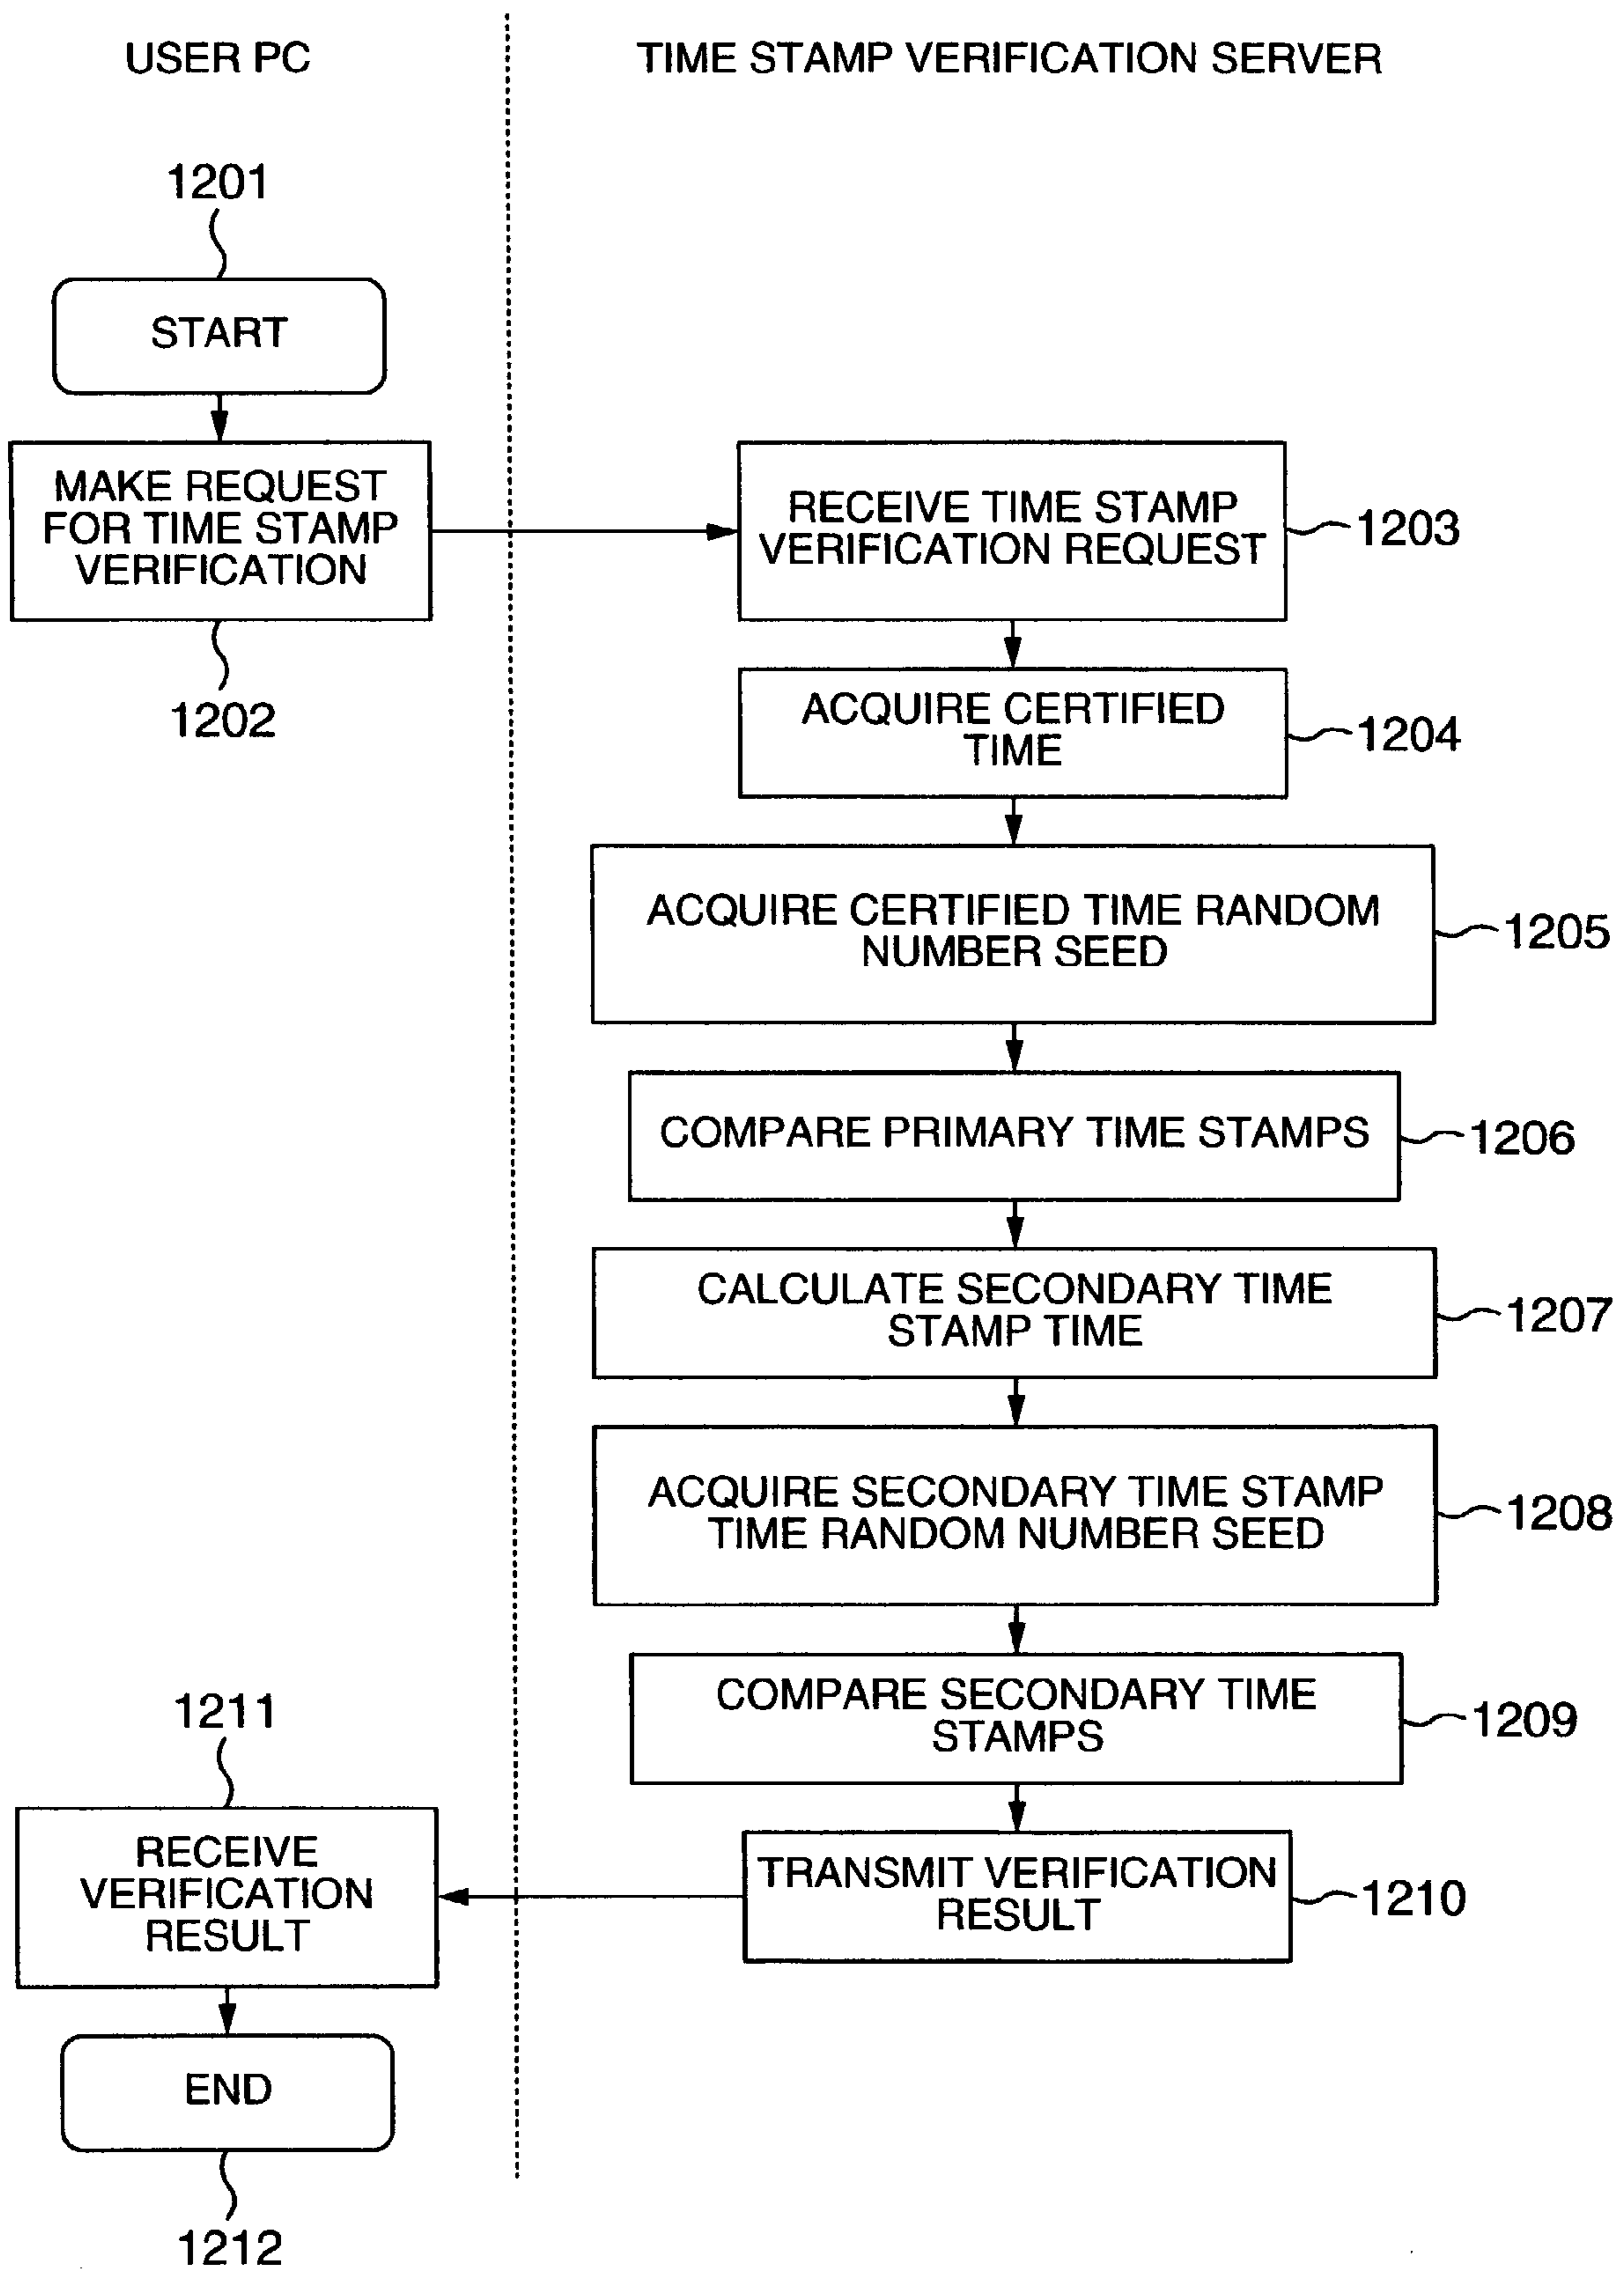 USER PC
TIME STAMP VERIFICATION SERVER
1201
START
MAKE REQUEST
FOR TIME STAMP
VERIFICATION
1202
RECEIVE TIME STAMP
VERIFICATION REQUEST
1203
ACQUIRE CERTIFIED
TIME
1204
ACQUIRE CERTIFIED TIME RANDOM
NUMBER SEED
1205
COMPARE PRIMARY TIME STAMPS
1206
CALCULATE SECONDARY TIME
STAMP TIME
1207
ACQUIRE SECONDARY TIME STAMP
TIME RANDOM NUMBER SEED
1208
COMPARE SECONDARY TIME
STAMPS
1209
TRANSMIT VERIFICATION
RESULT
1210
1211
RECEIVE
VERIFICATION
RESULT
END
1212